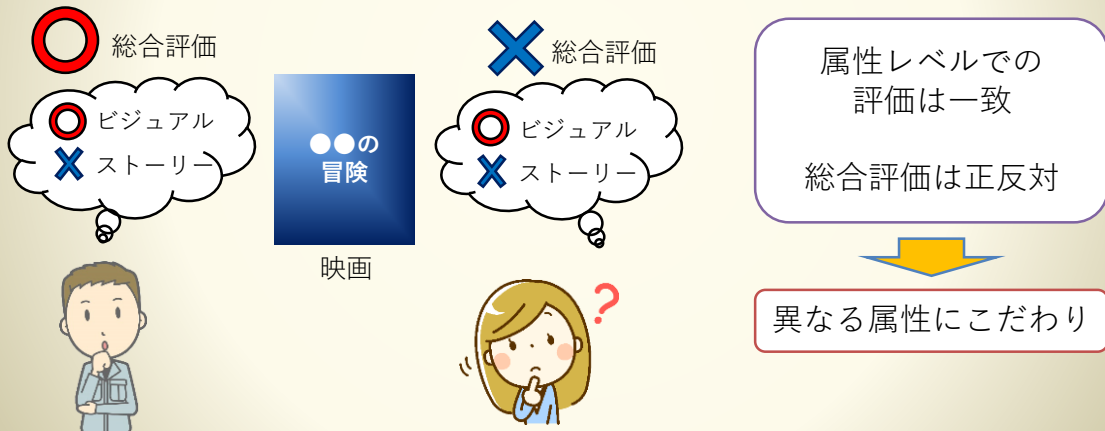 総合評価
ビジュアル
ストーリー
●●の
冒険
映画
総合評価
ビジュアル
ストーリー
?
属性レベルでの
評価は一致
総合評価は正反対
異なる属性にこだわり